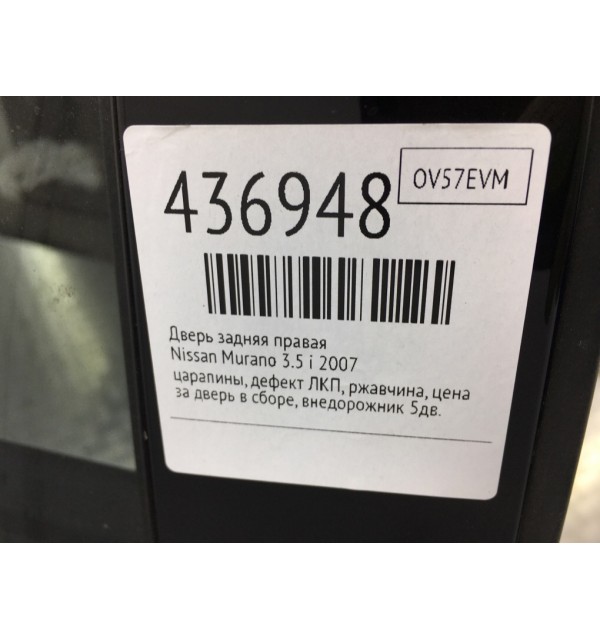 436948
OV57EVM
Дверь задняя правая
Nissan Murano 3.5 i 2007
царапины, дефект ЛКП, ржавчина, цена
за дверь в сборе, внедорожник 5дв.